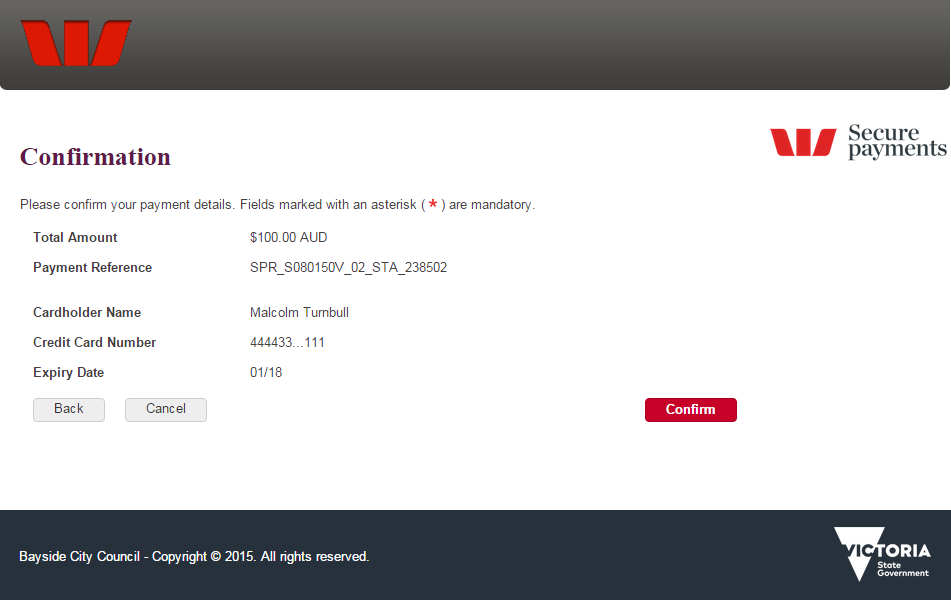 Secure
payments
Confirmation
Please confirm your payment details. Fields marked with an asterisk ( * ) are mandatory.
Total Amount $100.00 AUD
Payment Reference SPR_S080150V_02_STA_238502
Cardholder Name Malcolm Turnbull
Credit Card Number 444433...111
Expiry Date 01/18
Back Cancel Confirm
Bayside City Council - Copyright © 2015. All rights reserved.
VICTORIA
State
Government